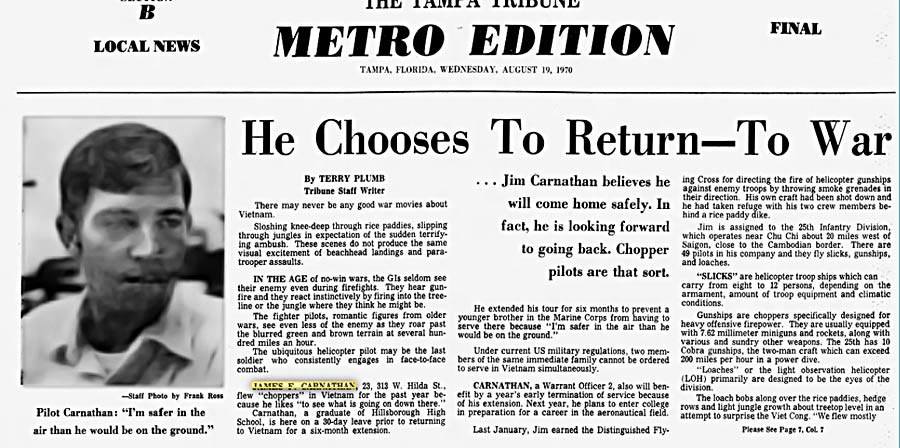 B
LOCAL NEWS
THE TAMPA TRIBUNE
METRO EDITION
FINAL
TAMPA, FLORIDA, WEDNESDAY, AUGUST 19, 1970
He Chooses To Return—To War
—Staff Photo by Frank Ross
Pilot Carnathan: "I'm safer in the
air than he would be on the ground."
By TERRY PLUMB
Tribune Staff Writer
There may never be any good war movies about
Vietnam.
Sloshing knee-deep through rice paddies, slipping
through jungles in expectation of the sudden terrify-
ing ambush. These scenes do not produce the same
visual excitement of beachhead landings and para-
trooper assaults.
IN THE AGE of no-win wars, the GIs seldom see
their enemy even during firefights. They hear gun-
fire and they react instinctively by firing into the tree-
line or the jungle where they think he might be.
The fighter pilots, romantic figures from older
wars, see even less of the enemy as they roar past
the blurred green and brown terrain at several hun-
dred miles an hour.
The ubiquitous helicopter pilot may be the last
soldier who consistently engages in face-to-face
combat.
JAMES F. CARNATHAN, 23, 313 W. Hilda St.,
flew "choppers" in Vietnam for the past year be-
cause he likes "to see what is going on down there."
Carnathan, a graduate of Hillsborough High
School, is here on a 30-day leave prior to returning
to Vietnam for a six-month extension.
... Jim Carnathan believes he
will come home safely. In
fact, he is looking forward
to going back. Chopper
pilots are that sort.
He extended his tour for six months to prevent a
younger brother in the Marine Corps from having to
serve there because "I'm safer in the air than he
would be on the ground."
Under current US military regulations, two mem-
bers of the same immediate family cannot be ordered
to serve in Vietnam simultaneously.
CARNATHAN, a Warrant Officer 2, also will ben-
efit by a year's early termination of service because
of his extension. Next year, he plans to enter college
in preparation for a career in the aeronautical field.
Last January, Jim earned the Distinguished Fly-
ing Cross for directing the fire of helicopter gunships
against enemy troops by throwing smoke grenades in
their direction. His own craft had been shot down and
he had taken refuge with his two crew members be-
hind a rice paddy dike.
Jim is assigned to the 25th Infantry Division,
which operates near Chu Chi about 20 miles west of
Saigon, close to the Cambodian border. There are
49 pilots in his company and they fly slicks, gunships,
and loaches.
"SLICKS" are helicopter troop ships which can
carry from eight to 12 persons, depending on the
armament, amount of troop equipment and climatic
conditions.
Gunships are choppers specifically designed for
heavy offensive firepower. They are usually equipped
with 7.62 millimeter miniguns and rockets, along with
various and sundry other weapons. The 25th has 10
Cobra gunships, the two-man craft which can exceed
200 miles per hour in a power dive.
"Loaches" or the light observation helicopter
(LOH) primarily are designed to be the eyes of the
division.
The loach bobs along over the rice paddies, hedge
rows and light jungle growth about treetop level in an
attempt to surprise the Viet Cong. "We flew mostly
Please See Page 7, Col. 7